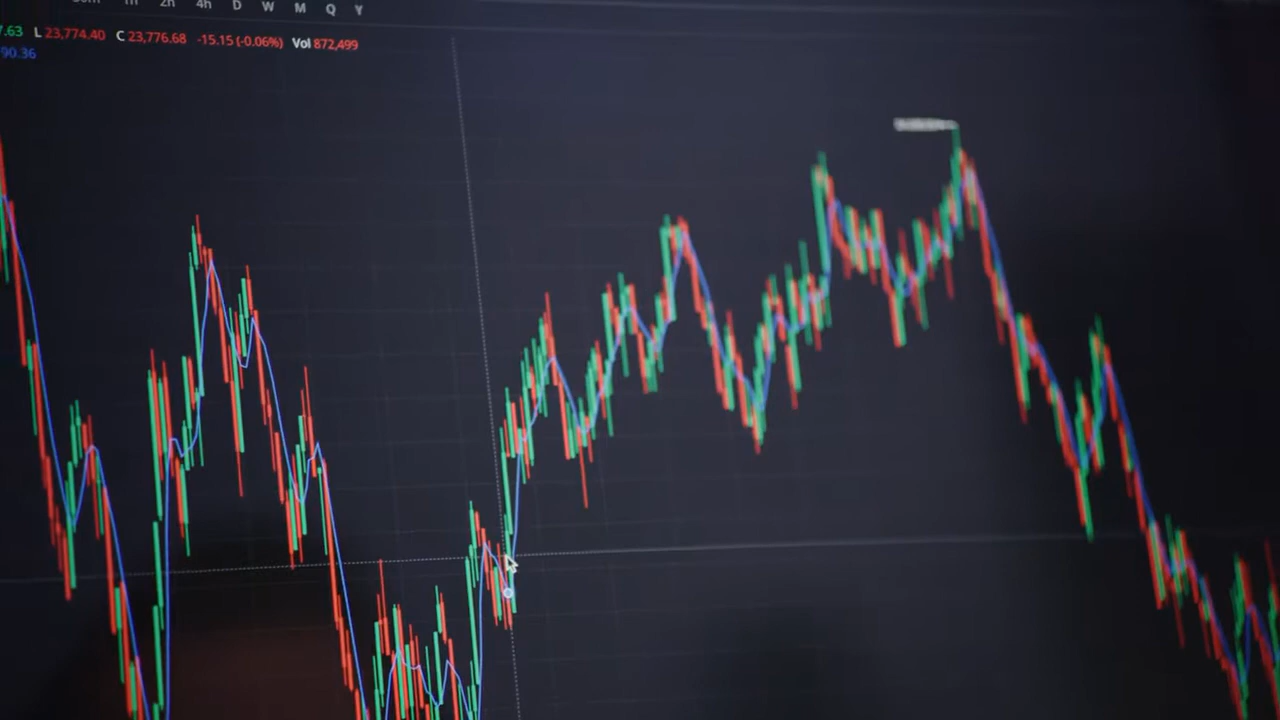 2h 4h D W M Q Y
7.63 L 23,774.40 C 23,776.68 -15.15 (-0.06%) Vol 872,499
90.36